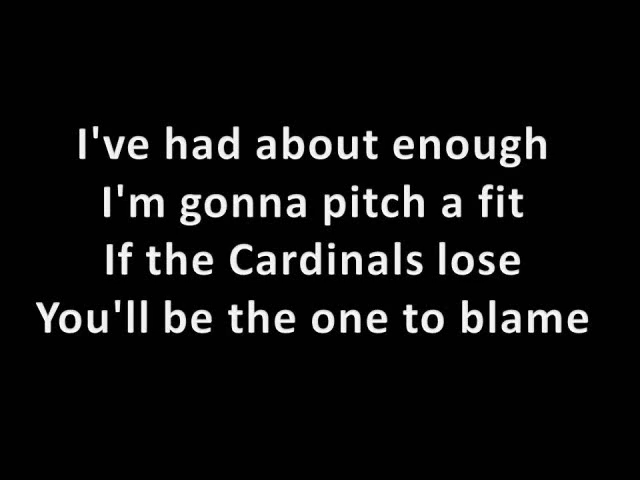 I've had about enough
I'm gonna pitch a fit
If the Cardinals lose
You'll be the one to blame